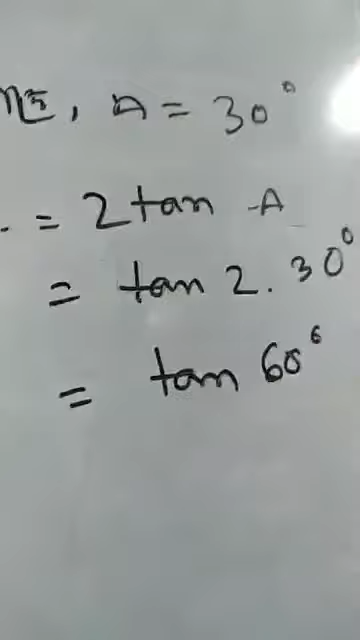 , A = 30°
. = 2 tan A
= tan 2. 30°
= tan 60°